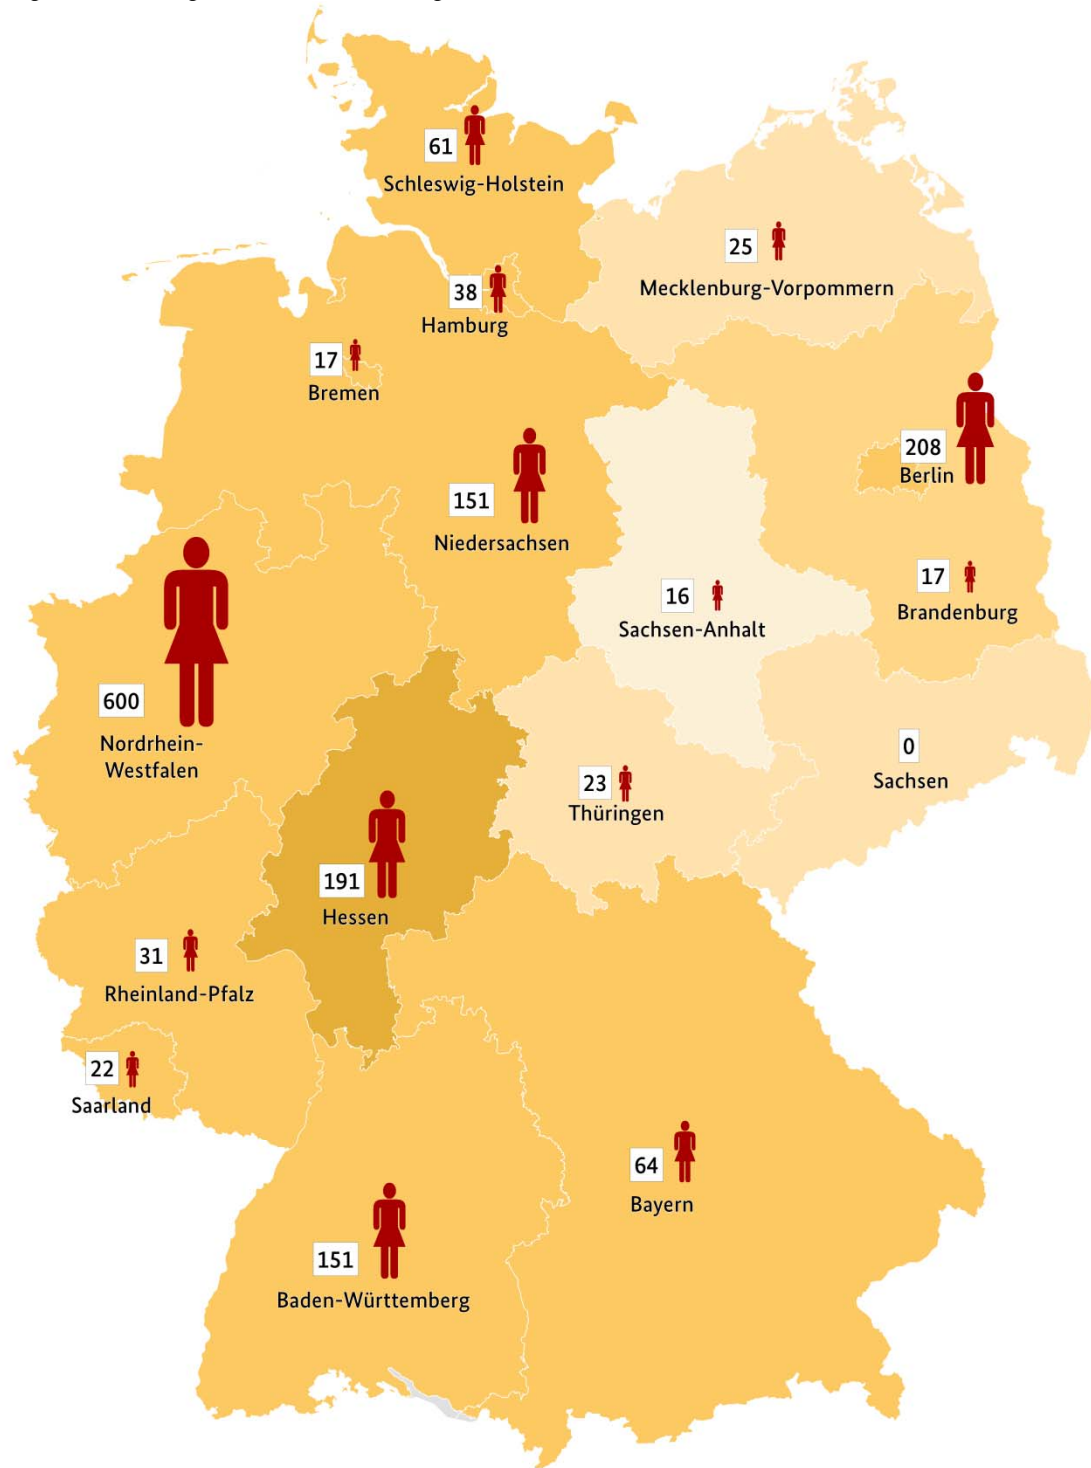 61
Schleswig-Holstein
25
Mecklenburg-Vorpommern
38
Hamburg
17
Bremen
208
Berlin
151
Niedersachsen
17
Brandenburg
16
Sachsen-Anhalt
600
Nordrhein-
Westfalen
0
Sachsen
23
Thüringen
191
Hessen
31
Rheinland-Pfalz
22
Saarland
64
Bayern
151
Baden-Württemberg